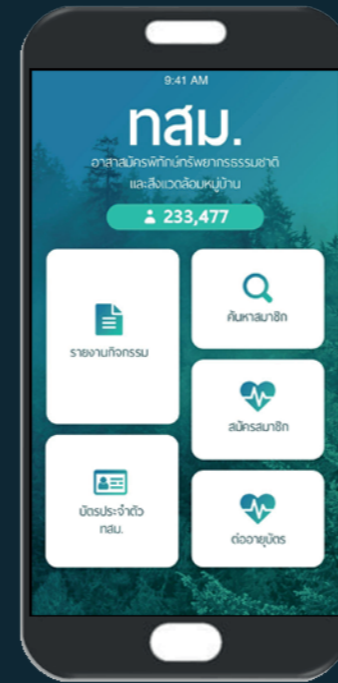 9:41 AM
ทสม.
อาสาสมัครพิทักษ์ทรัพยากรธรรมชาติ
และสิ่งแวดล้อมหมู่บ้าน
233,477
รายงานกิจกรรม
ค้นหาสมาชิก
สมัครสมาชิก
บัตรประจำตัว
ทสม.
ต่ออายุบัตร